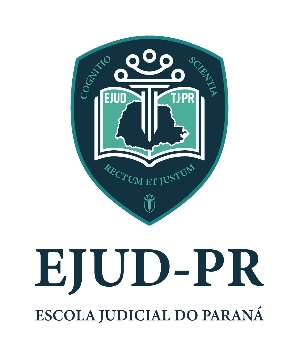 COGNITIO
SCIENTIA
EJUD
TJPR
RECTUM ET JUSTUM
EJUD-PR
ESCOLA JUDICIAL DO PARANÁ